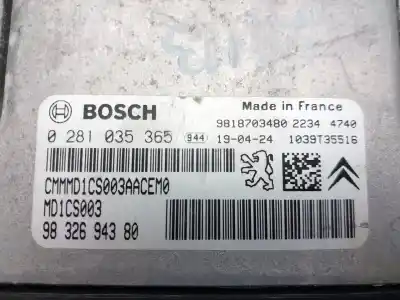 BOSCH
Made in France
9818703480 2234 4740
0 281 035 365 944 19-04-24 1039T35516
CMMMD1CS003AACEM0
MD1CS003
98 326 943 80